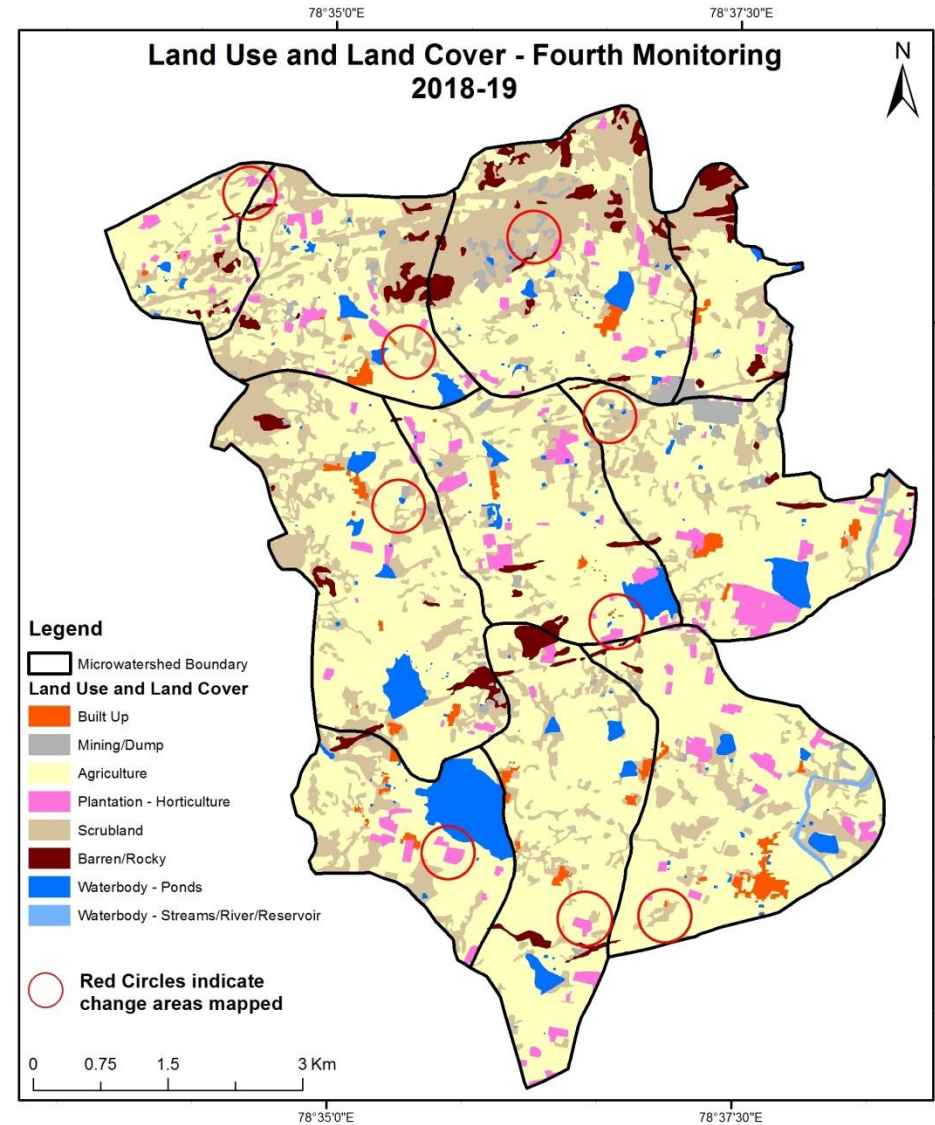 78°35'0"E
78°37'30"E
Land Use and Land Cover - Fourth Monitoring
2018-19
N
Legend
Microwatershed Boundary
Land Use and Land Cover
Built Up
Mining/Dump
Agriculture
Plantation - Horticulture
Scrubland
Barren/Rocky
Waterbody - Ponds
Waterbody - Streams/River/Reservoir
Red Circles indicate
change areas mapped
0 0.75 1.5 3 Km
78°35'0"E
78°37'30"E